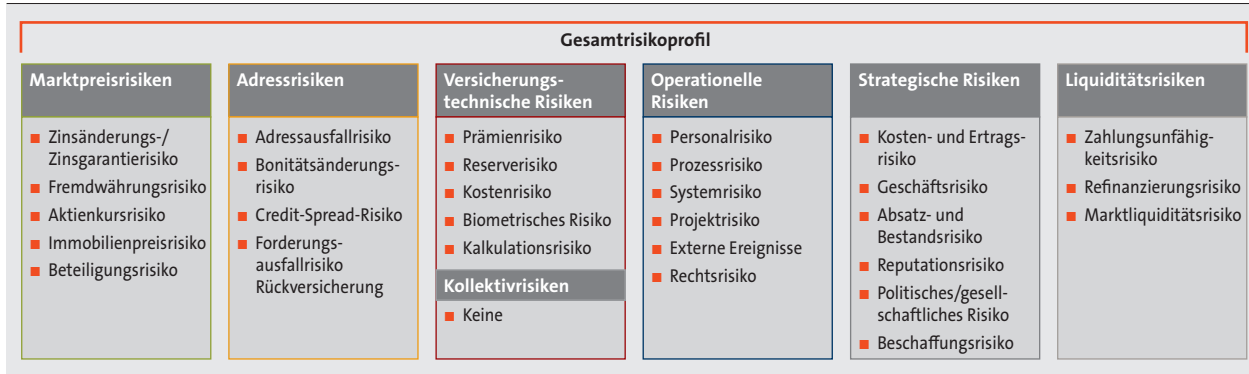 Gesamtrisikoprofil
Marktpreisrisiken
Zinsänderungs-/
Zinsgarantierisiko
Fremdwährungsrisiko
Aktienkursrisiko
Immobilienpreisrisiko
Beteiligungsrisiko
Adressrisiken
Adressausfallrisiko
Bonitätsänderungs-
risiko
Credit-Spread-Risiko
Forderungs-
ausfallrisiko
Rückversicherung
Versicherungs-
technische Risiken
Prämienrisiko
Reserverisiko
Kostenrisiko
Biometrisches Risiko
Kalkulationsrisiko
Kollektivrisiken
Keine
Operationelle
Risiken
Personalrisiko
Prozessrisiko
Systemrisiko
Projektrisiko
Externe Ereignisse
Rechtsrisiko
Strategische Risiken
Kosten- und Ertrags-
risiko
Geschäftsrisiko
Absatz- und
Bestandsrisiko
Reputationsrisiko
Politisches/gesell-
schaftliches Risiko
Beschaffungsrisiko
Liquiditätsrisiken
Zahlungsunfähig-
keitsrisiko
Refinanzierungsrisiko
Marktliquiditätsrisiko